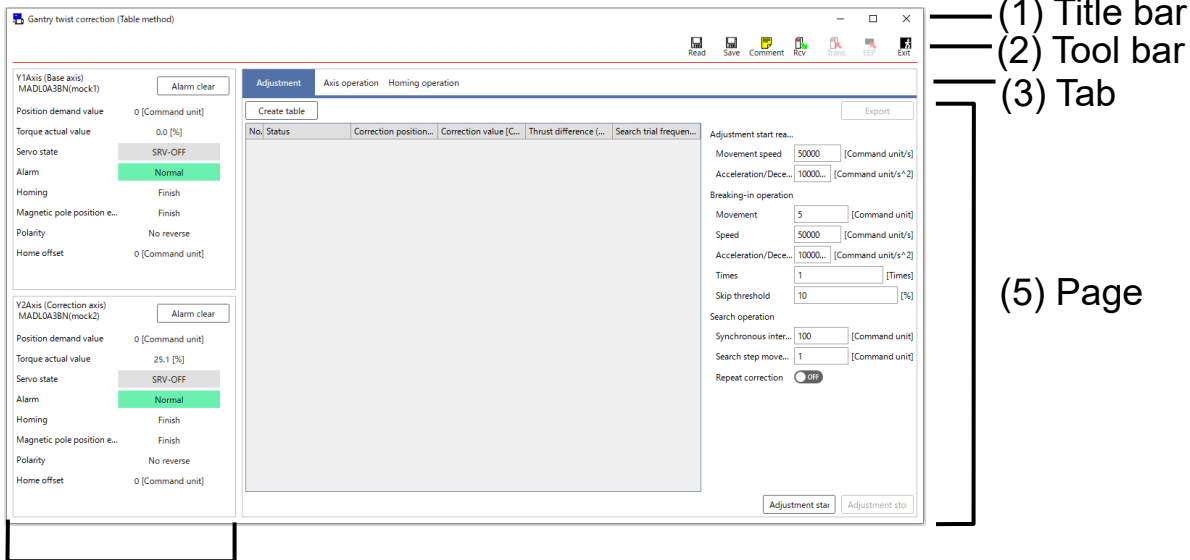 Gantry twist correction (Table method)
(1) Title bar
Read Save Comment Rcv Trans EEP Exit
(2) Tool bar
Y1Axis (Base axis)
MADL0A3BN(mock1)
Alarm clear
Position demand value 0 [Command unit]
Torque actual value 0.0 [%]
Servo state SRV-OFF
Alarm Normal
Homing Finish
Magnetic pole position e... Finish
Polarity No reverse
Home offset 0 [Command unit]
Y2Axis (Correction axis)
MADL0A3BN(mock2)
Alarm clear
Position demand value 0 [Command unit]
Torque actual value 25.1 [%]
Servo state SRV-OFF
Alarm Normal
Homing Finish
Magnetic pole position e... Finish
Polarity No reverse
Home offset 0 [Command unit]
Adjustment Axis operation Homing operation
(3) Tab
Create table Export
No. Status Correction position... Correction value [C... Thrust difference (... Search trial frequen...
Adjustment start rea...
Movement speed 50000 [Command unit/s]
Acceleration/Dece... 10000... [Command unit/s^2]
Breaking-in operation
Movement 5 [Command unit]
Speed 50000 [Command unit/s]
Acceleration/Dece... 10000... [Command unit/s^2]
Times 1 [Times]
Skip threshold 10 [%]
Search operation
Synchronous inter... 100 [Command unit]
Search step move... 1 [Command unit]
Repeat correction OFF
Adjustment star Adjustment sto
(5) Page